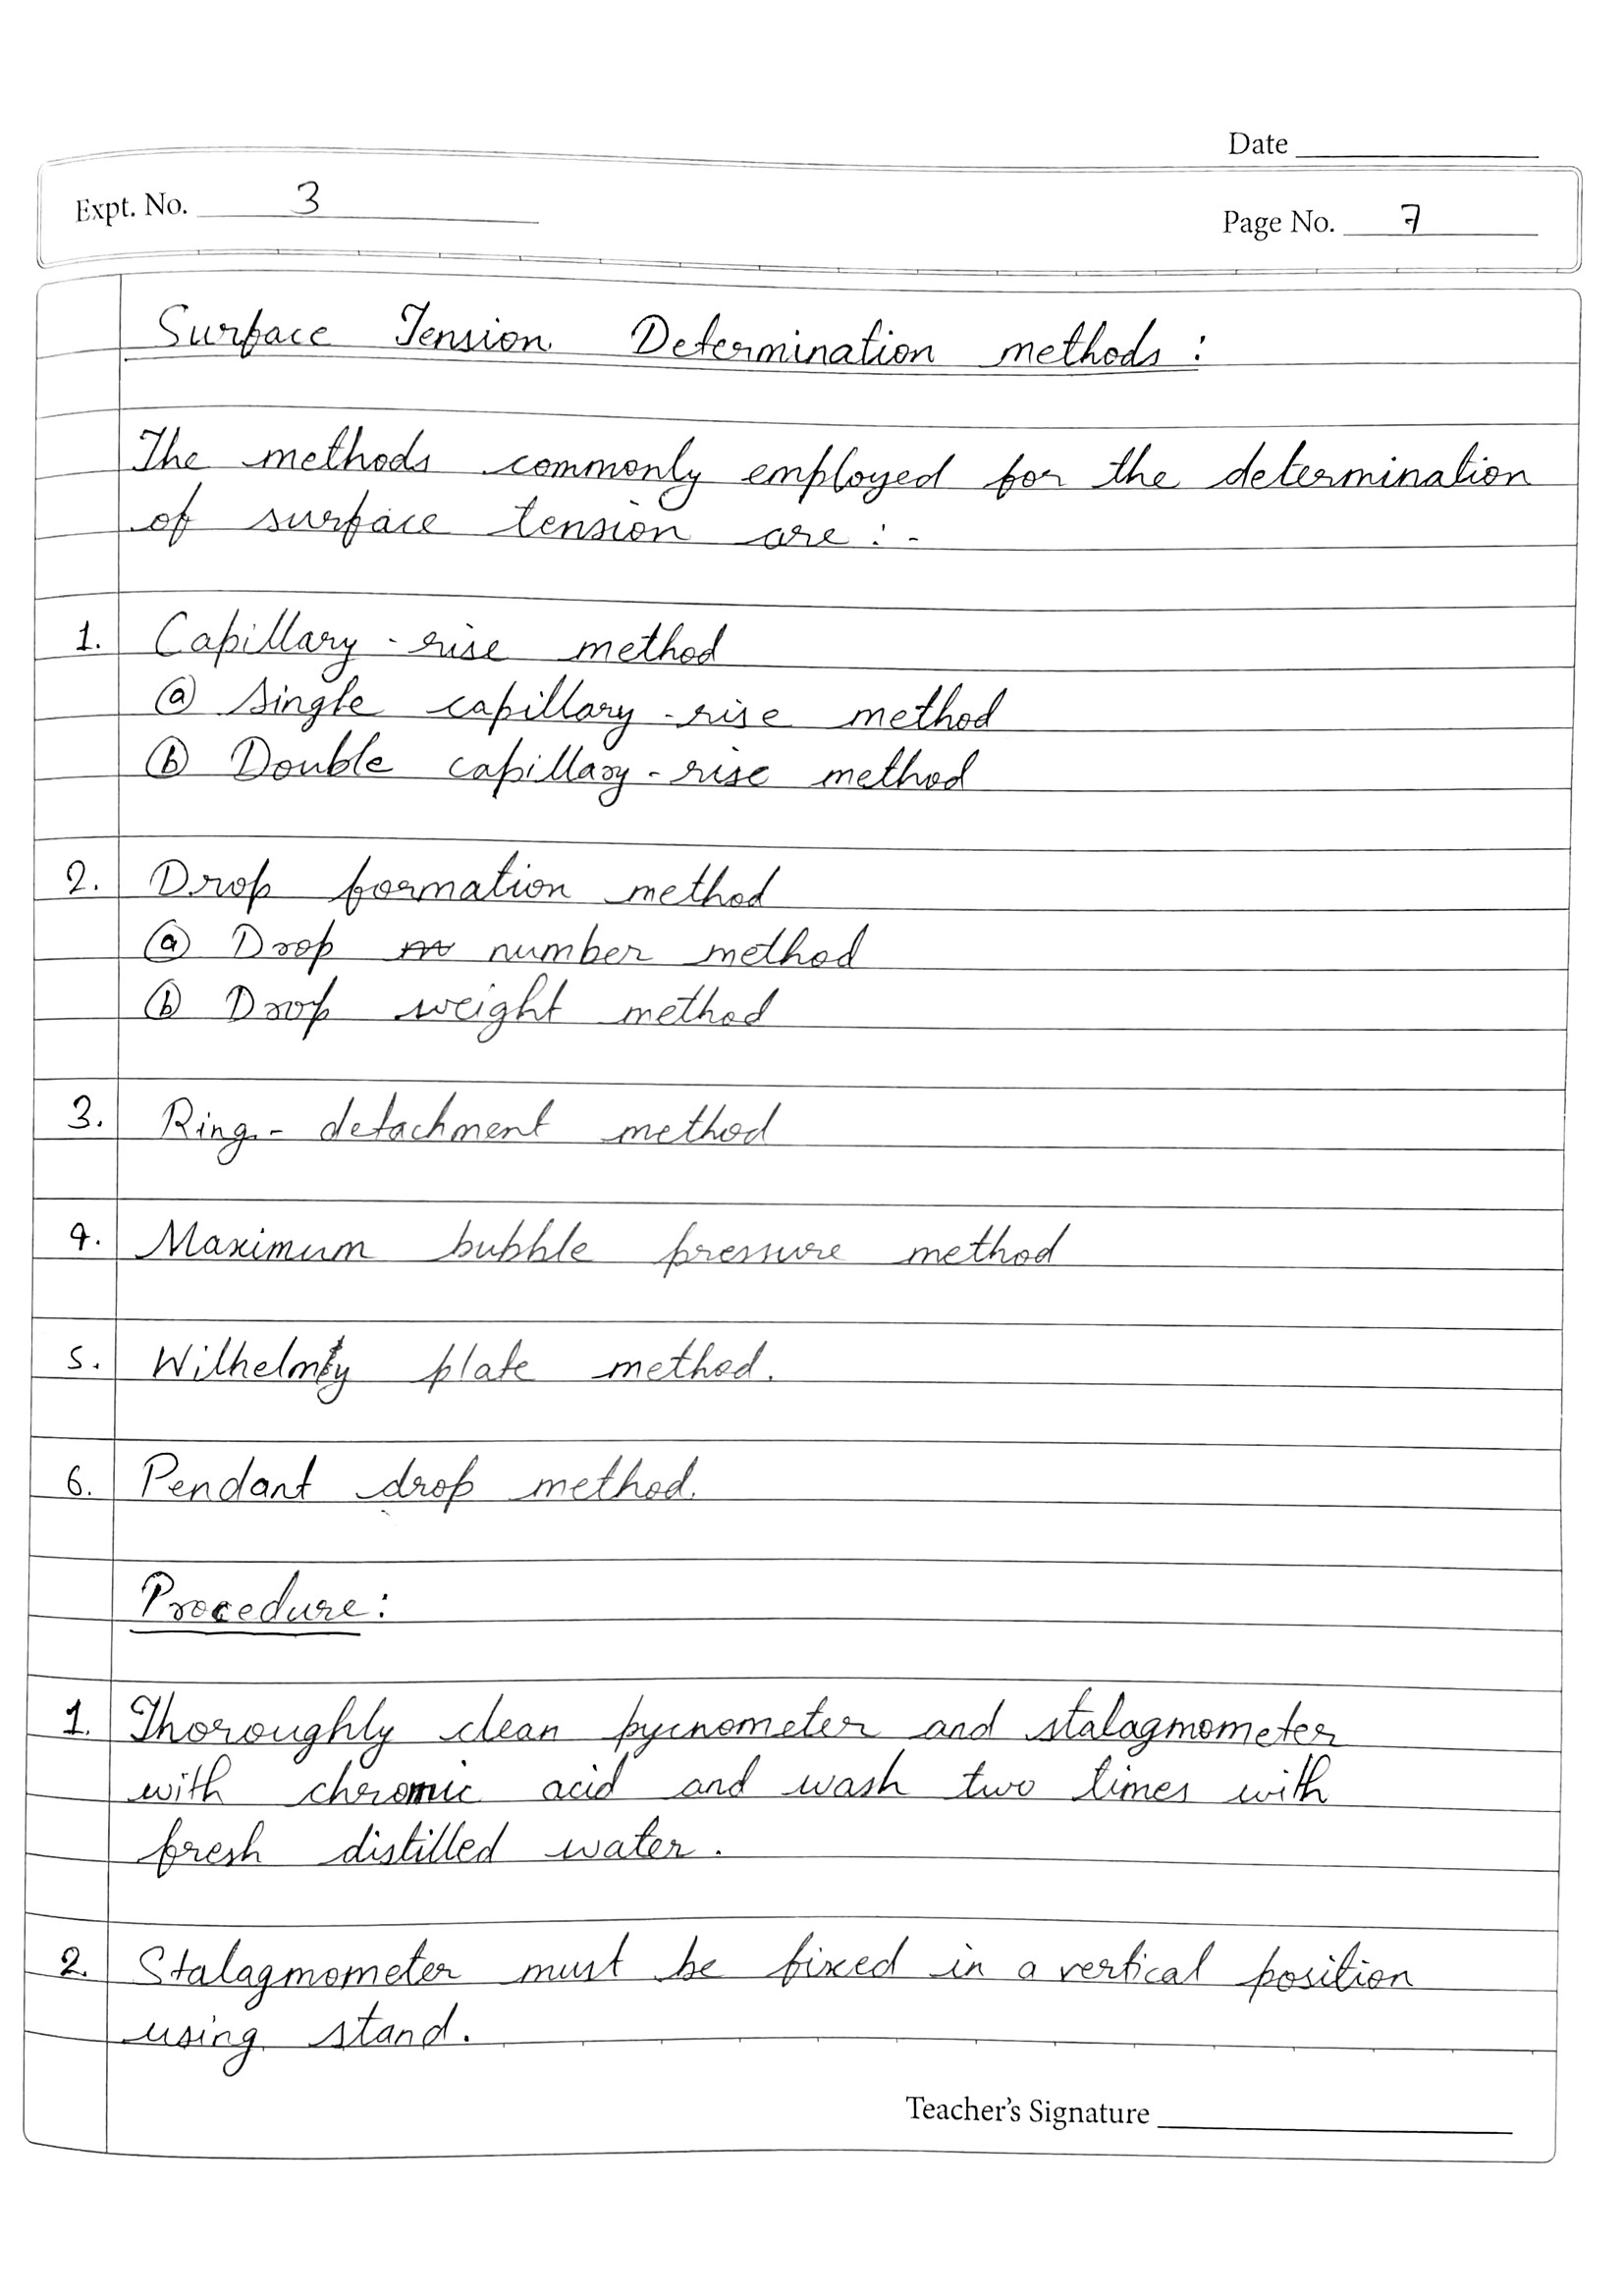 Date
Expt. No. 3
Page No. 7
Surface Tension Determination methods :
The methods commonly employed for the determination
of surface tension are : -
1. Capillary - rise method
ⓐ Single capillary - rise method
ⓑ Double capillary - rise method
2. Drop formation method
ⓐ Drop number method
ⓑ Drop weight method
3. Ring - detachment method
4. Maximum bubble pressure method
5. Wilhelmy plate method.
6. Pendant drop method.
Procedure :
1. Thoroughly clean pycnometer and stalagmometer
with chromic acid and wash two times with
fresh distilled water.
2. Stalagmometer must be fixed in a vertical position
using stand.
Teacher's Signature